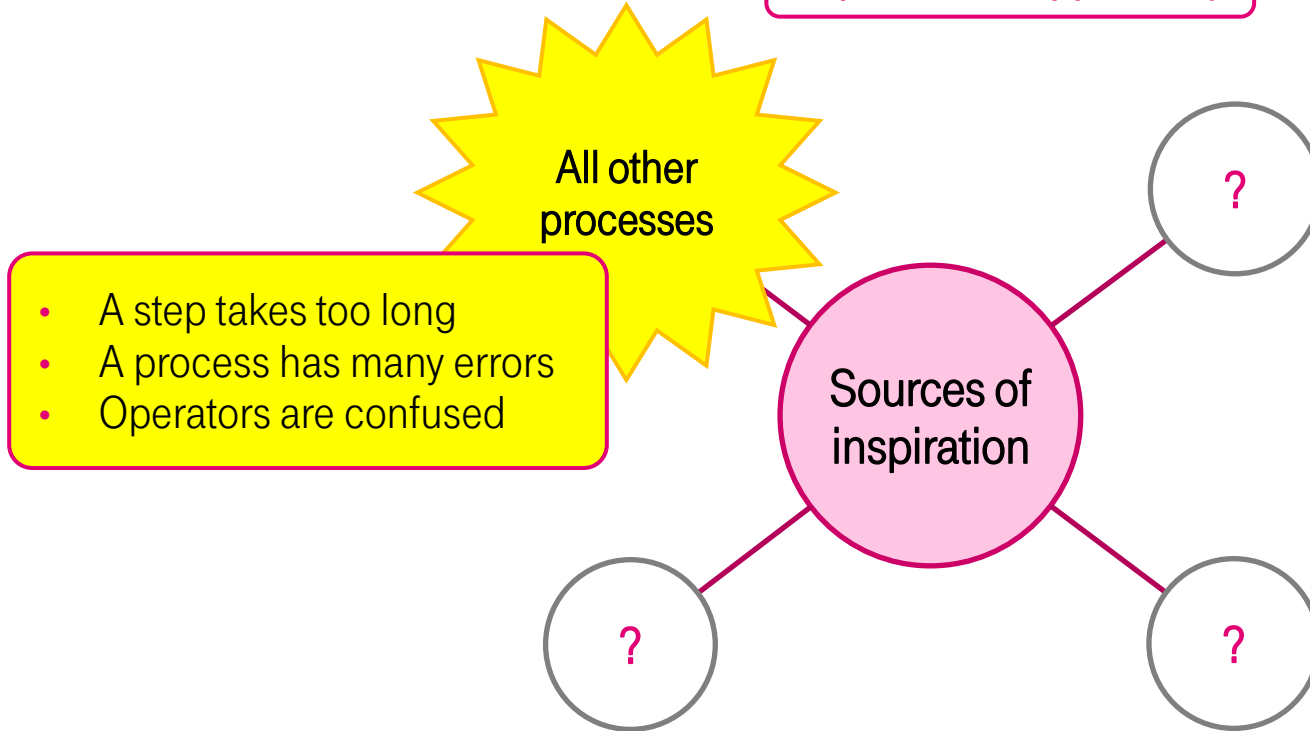 All other
processes
?
• A step takes too long
• A process has many errors
• Operators are confused
Sources of
inspiration
?
?